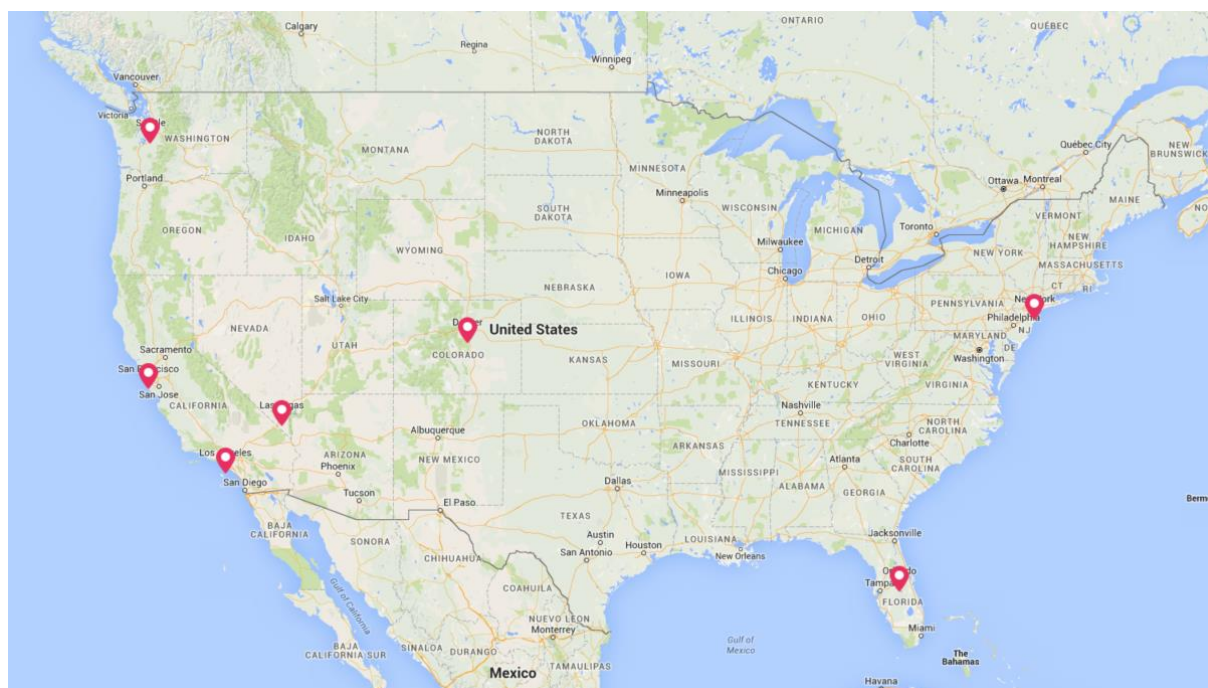 Calgary
ONTARIO
QUÉBEC
Regina
Winnipeg
Vancouver
Victoria
WASHINGTON
NORTH
DAKOTA
MONTANA
Québec City
NEW
BRUNSWICK
MINNESOTA
Portland
Ottawa
Montreal
Minneapolis
MAINE
SOUTH
DAKOTA
WISCONSIN
VERMONT
OREGON
IDAHO
MICHIGAN
Toronto
NEW
HAMPSHIRE
WYOMING
Milwaukee
NEW YORK
Detroit
MASSACHUSETTS
Chicago
IOWA
CT
RI
NEBRASKA
Salt Lake City
PENNSYLVANIA
Philadelphia
ILLINOIS
INDIANA
OHIO
NEVADA
United States
NJ
UTAH
MARYLAND
DE
Sacramento
COLORADO
KANSAS
MISSOURI
WEST
VIRGINIA
Washington
San Jose
KENTUCKY
VIRGINIA
CALIFORNIA
Nashville
TENNESSEE
OKLAHOMA
NORTH
CAROLINA
Albuquerque
Charlotte
ARKANSAS
ARIZONA
NEW MEXICO
Atlanta
SOUTH
CAROLINA
Phoenix
MISSISSIPPI
San Diego
Dallas
ALABAMA
GEORGIA
Tucson
El Paso
TEXAS
BAJA
CALIFORNIA
SONORA
Austin
LOUISIANA
Jacksonville
San Antonio
Houston
New Orleans
CHIHUAHUA
COAHUILA
Gulf of California
FLORIDA
NUEVO LEON
Monterrey
Miami
BAJA
CALIFORNIA SUR
SINALOA
DURANGO
Gulf of
Mexico
The
Bahamas
Mexico
TAMAULIPAS
Havana